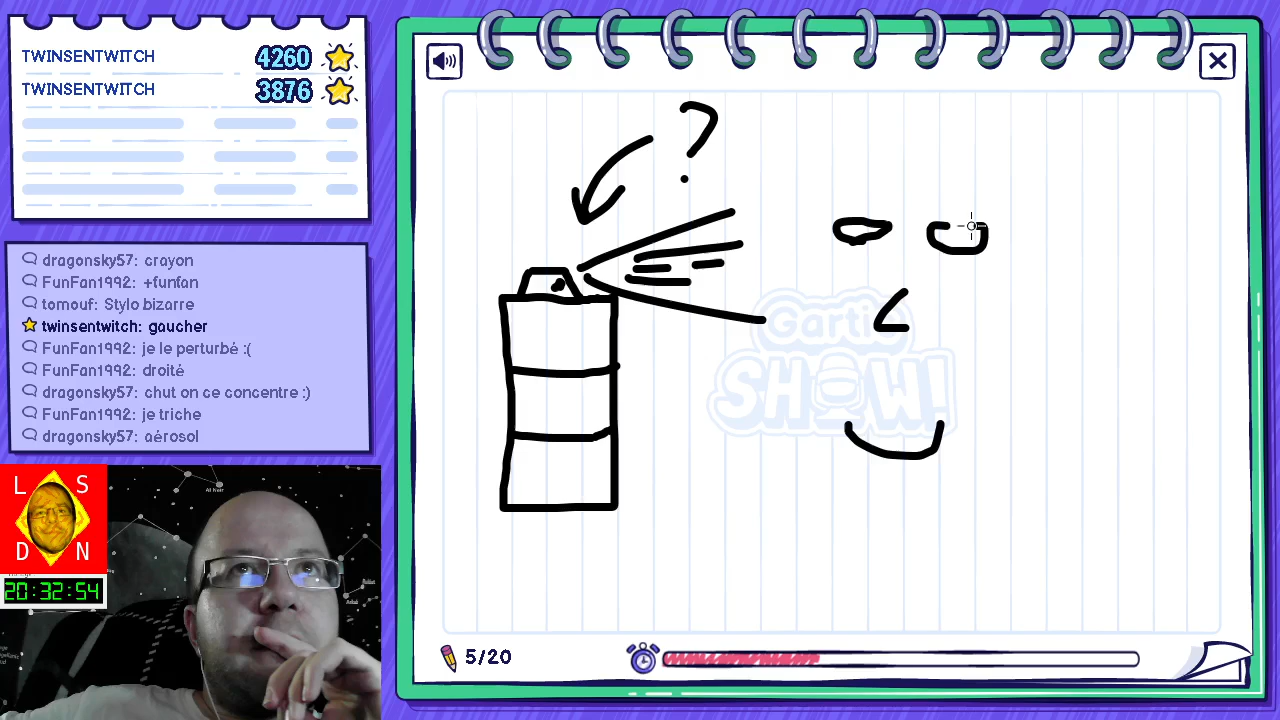 TWINSENTWITCH 4260
TWINSENTWITCH 3876
dragonsky57: crayon
FunFan1992: +funfan
tomouf: Stylo bizarre
twinsentwitch: gaucher
FunFan1992: je le perturbé :(
FunFan1992: droité
dragonsky57: chut on ce concentre :)
FunFan1992: je triche
dragonsky57: aérosol
L S
D N
20:32:54
?
Gartic
SHOW!
5/20